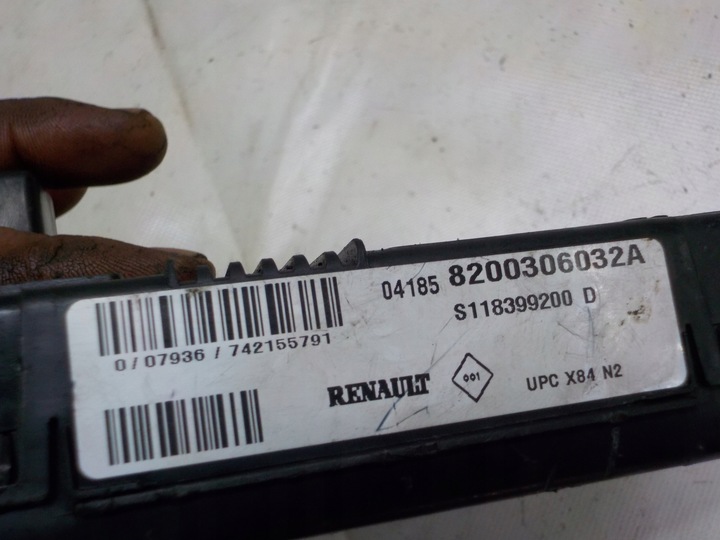 04185 8200306032A
S118399200 D
0/07936/742155791
RENAULT 001 UPC X84 N2